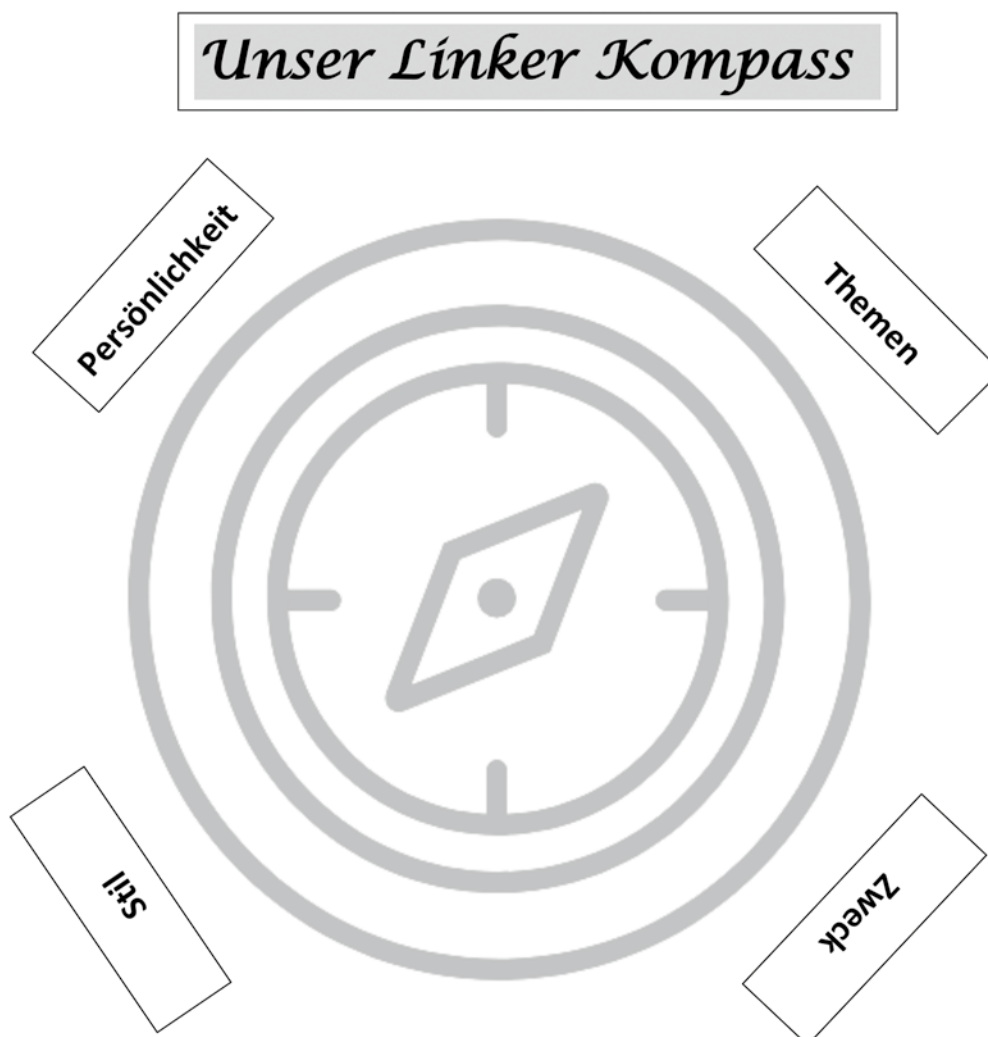 Unser Linker Kompass
Persönlichkeit
Themen
Stil
Zweck